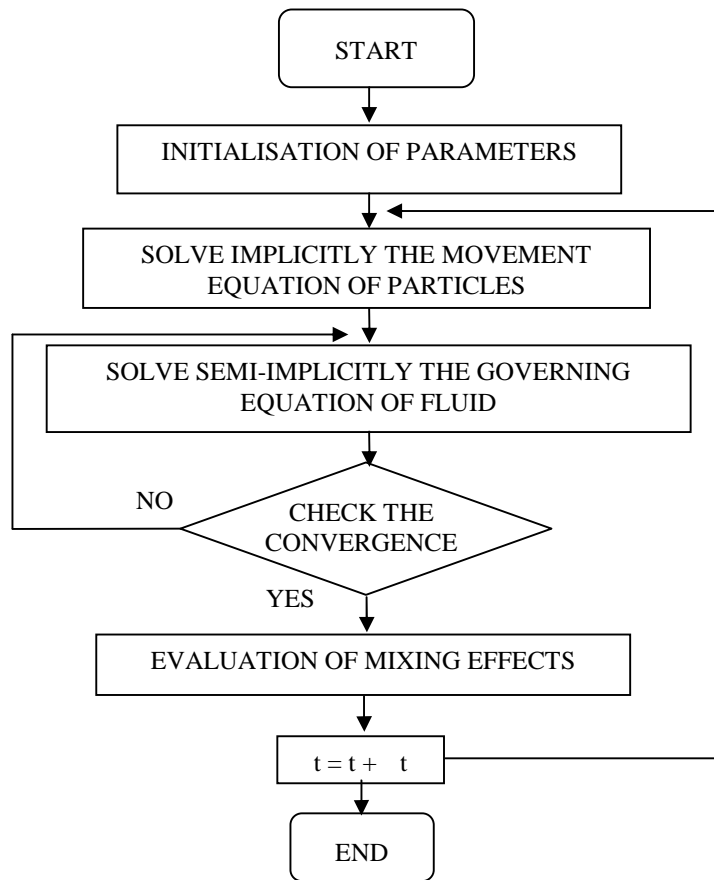 START
INITIALISATION OF PARAMETERS
SOLVE IMPLICITLY THE MOVEMENT
EQUATION OF PARTICLES
SOLVE SEMI-IMPLICITLY THE GOVERNING
EQUATION OF FLUID
NO
CHECK THE
CONVERGENCE
YES
EVALUATION OF MIXING EFFECTS
t = t + t
END